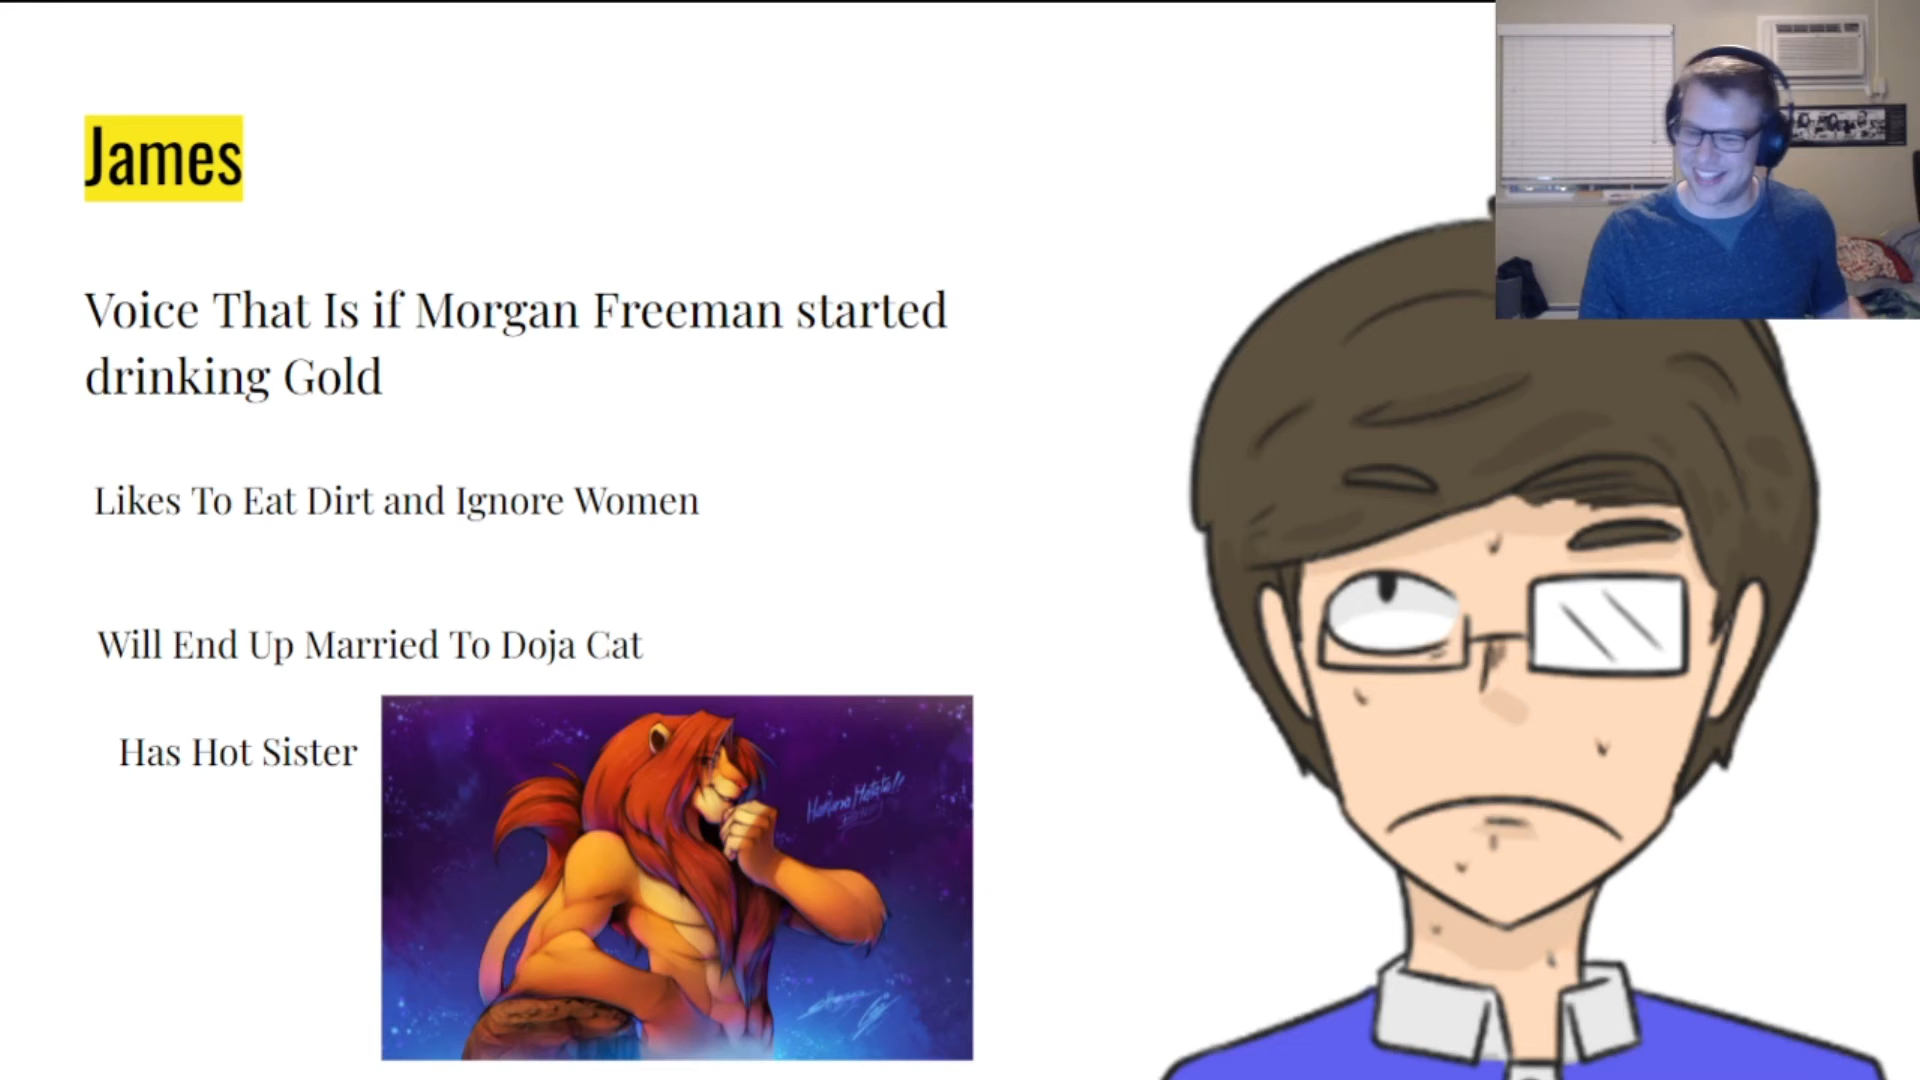 James
Voice That Is if Morgan Freeman started
drinking Gold
Likes To Eat Dirt and Ignore Women
Will End Up Married To Doja Cat
Has Hot Sister